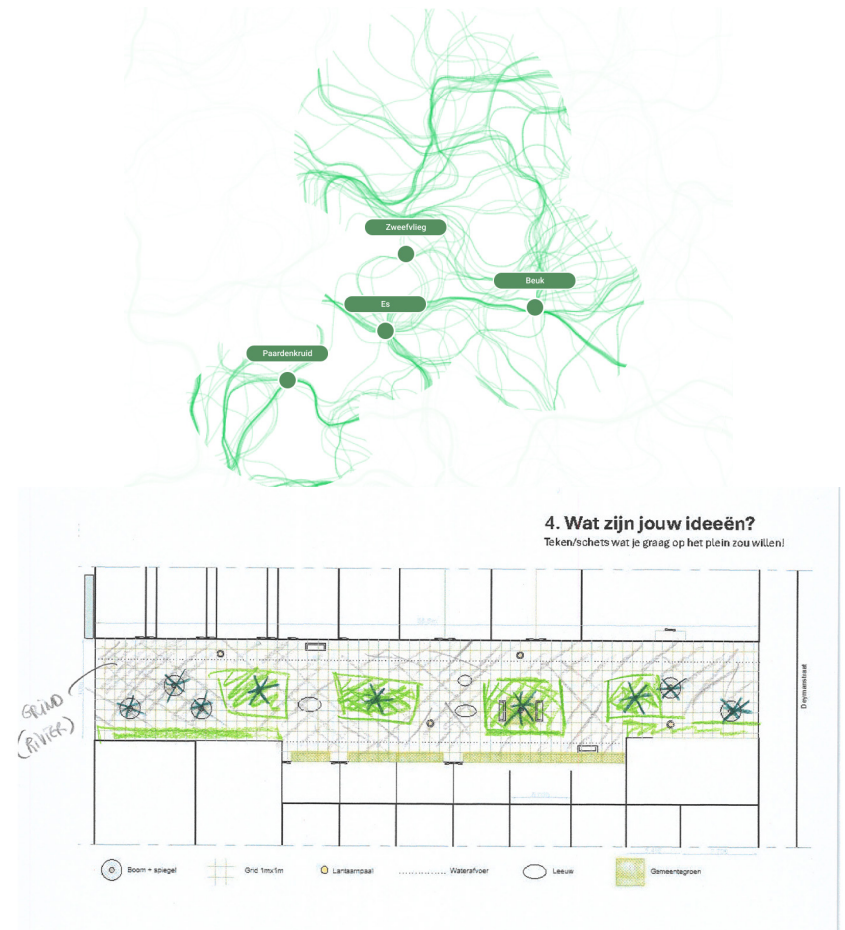 Zweefvlieg
Beuk
Es
Paardenkruid
4. Wat zijn jouw ideeën?
Teken/schets wat je graag op het plein zou willen!
GRIND
(RIVIER)
Deymanstraat
Boom + spiegel
Grid 1mx1m
Lantaarnpaal
Waterafvoer
Leeuw
Gemeentegroen